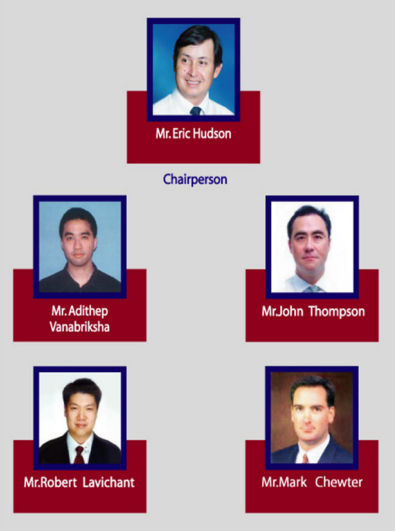 Mr. Eric Hudson
Chairperson
Mr. Adithep
Vanabriksha
Mr.John Thompson
Mr.Robert Lavichant
Mr.Mark Chewter